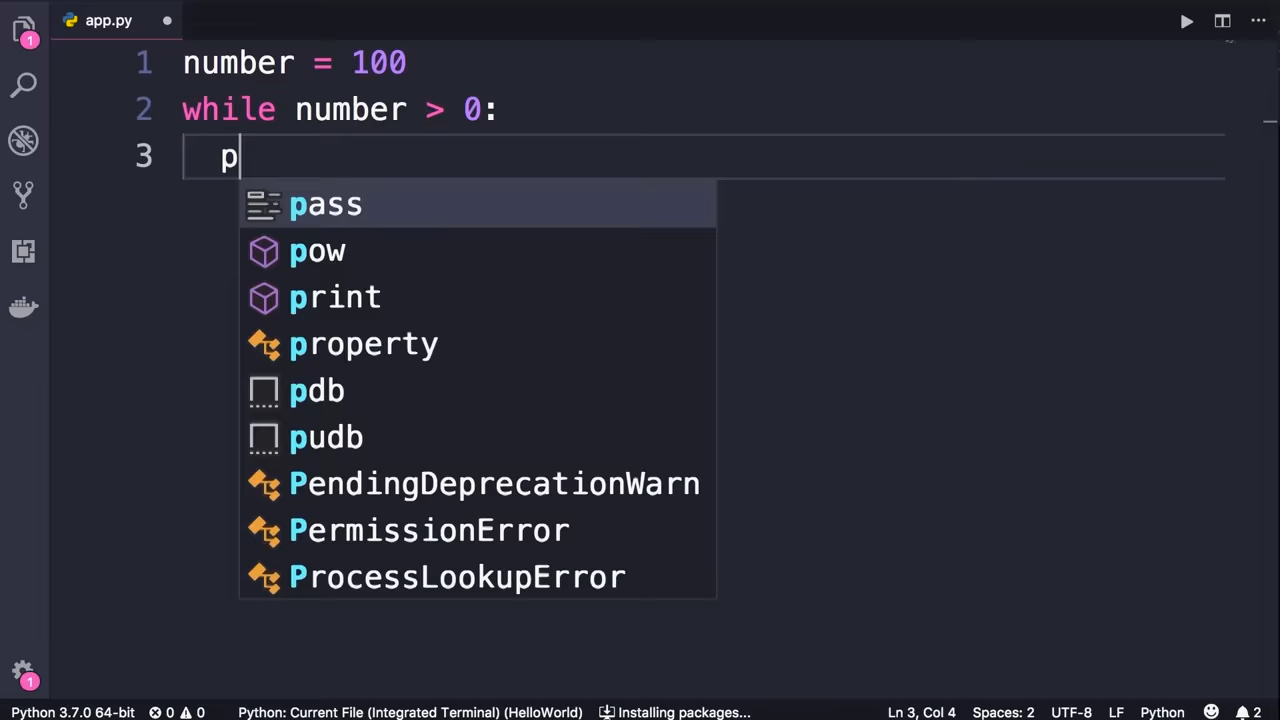 app.py
1 number = 100
2 while number > 0:
3 p
pass
pow
print
property
pdb
pudb
PendingDeprecationWarn
PermissionError
ProcessLookupError
1
1
Python 3.7.0 64-bit 0 0 Python: Current File (Integrated Terminal) (HelloWorld) Installing packages... Ln 3, Col 4 Spaces: 2 UTF-8 LF Python 2